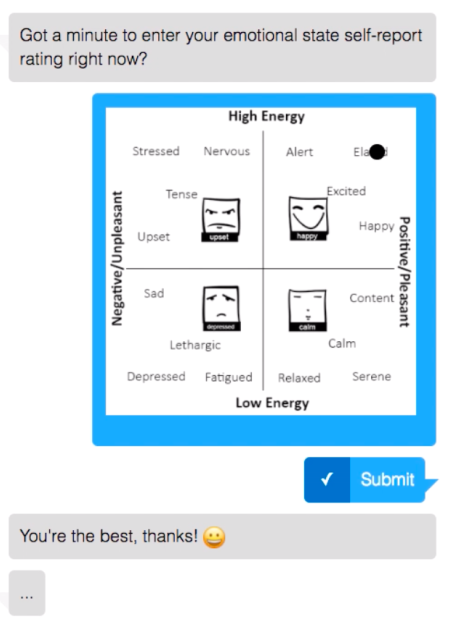 Got a minute to enter your emotional state self-report
rating right now?
High Energy
Stressed Nervous Alert
Tense Excited
upset happy
Upset Happy
Negative/Unpleasant
Positive/Pleasant
Sad Content
depressed calm
Lethargic Calm
Depressed Fatigued Relaxed Serene
Low Energy
✓ Submit
You're the best, thanks! 😀
...